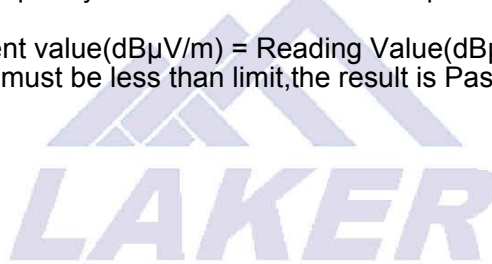 ent value(dBμV/m) = Reading Value(dBμ
must be less than limit,the result is Pas
LAKER